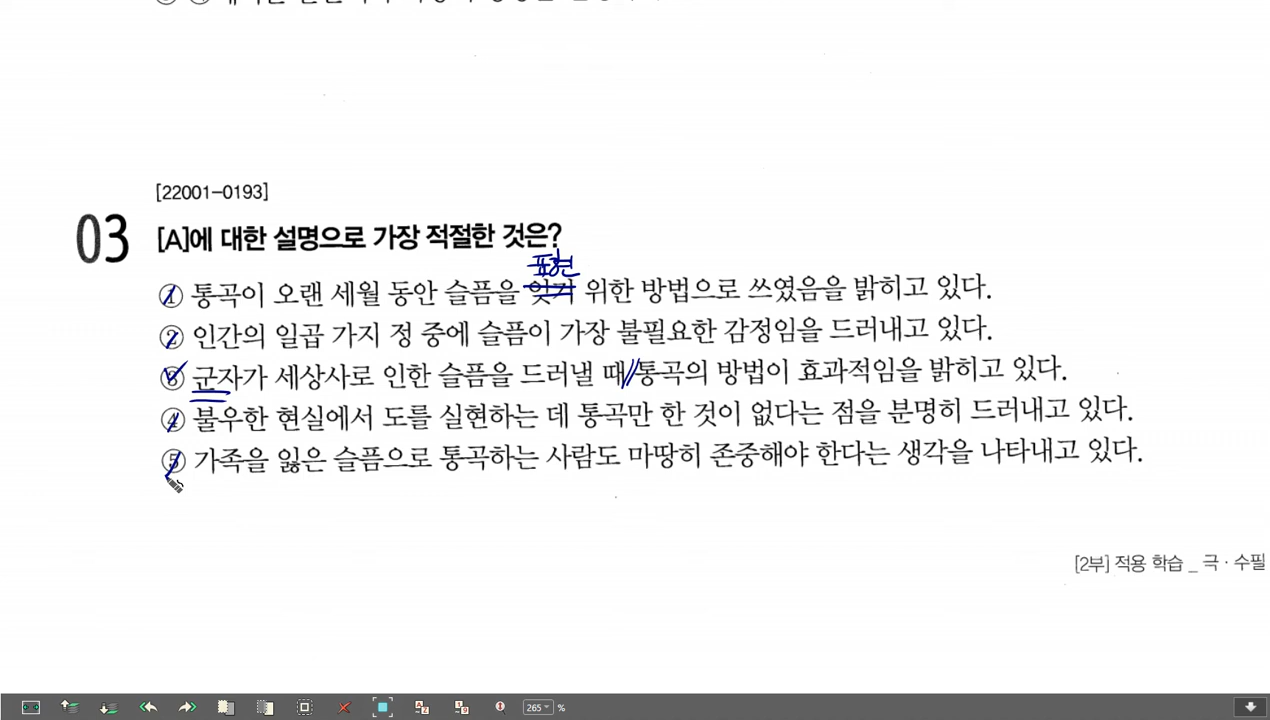 [22001-0193]
03 [A]에 대한 설명으로 가장 적절한 것은?
표현
① 통곡이 오랜 세월 동안 슬픔을 잊기 위한 방법으로 쓰였음을 밝히고 있다.
② 인간의 일곱 가지 정 중에 슬픔이 가장 불필요한 감정임을 드러내고 있다.
③ 군자가 세상사로 인한 슬픔을 드러낼 때 통곡의 방법이 효과적임을 밝히고 있다.
④ 불우한 현실에서 도를 실현하는 데 통곡만 한 것이 없다는 점을 분명히 드러내고 있다.
⑤ 가족을 잃은 슬픔으로 통곡하는 사람도 마땅히 존중해야 한다는 생각을 나타내고 있다.
[2부] 적용 학습 _ 극 · 수필
265 %